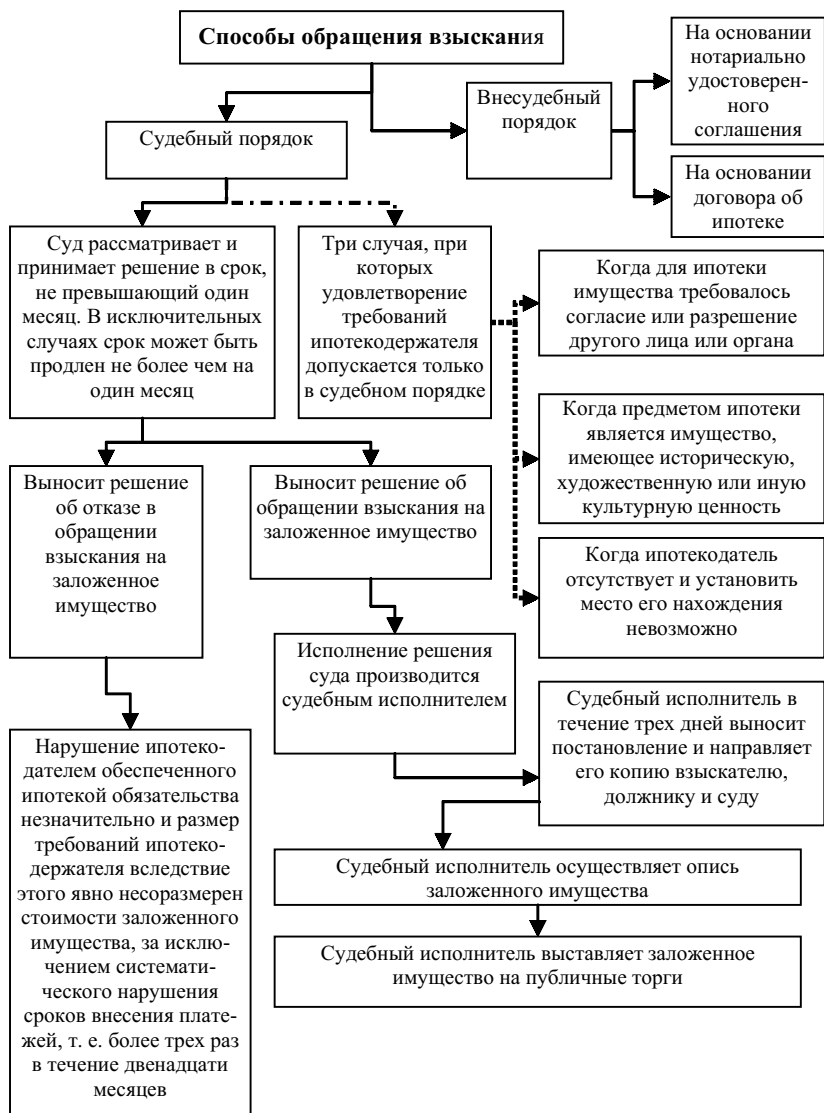 Способы обращения взыскания
Судебный порядок
Внесудебный
порядок
На основании
нотариально
удостоверен-
ного
соглашения
На основании
договора об
ипотеке
Суд рассматривает и
принимает решение в срок,
не превышающий один
месяц. В исключительных
случаях срок может быть
продлен не более чем на
один месяц
Три случая, при
которых
удовлетворение
требований
ипотекодержателя
допускается только
в судебном порядке
Когда для ипотеки
имущества требовалось
согласие или разрешение
другого лица или органа
Когда предметом ипотеки
является имущество,
имеющее историческую,
художественную или иную
культурную ценность
Когда ипотекодатель
отсутствует и установить
место его нахождения
невозможно
Выносит решение
об отказе в
обращении
взыскания на
заложенное
имущество
Выносит решение об
обращении взыскания на
заложенное имущество
Исполнение решения
суда производится
судебным исполнителем
Судебный исполнитель в
течение трех дней выносит
постановление и направляет
его копию взыскателю,
должнику и суду
Нарушение ипотеко-
дателем обеспеченного
ипотекой обязательства
незначительно и размер
требований ипотеко-
держателя вследствие
этого явно несоразмерен
стоимости заложенного
имущества, за исклю-
чением системати-
ческого нарушения
сроков внесения плате-
жей, т. е. более трех раз
в течение двенадцати
месяцев
Судебный исполнитель осуществляет опись
заложенного имущества
Судебный исполнитель выставляет заложенное
имущество на публичные торги